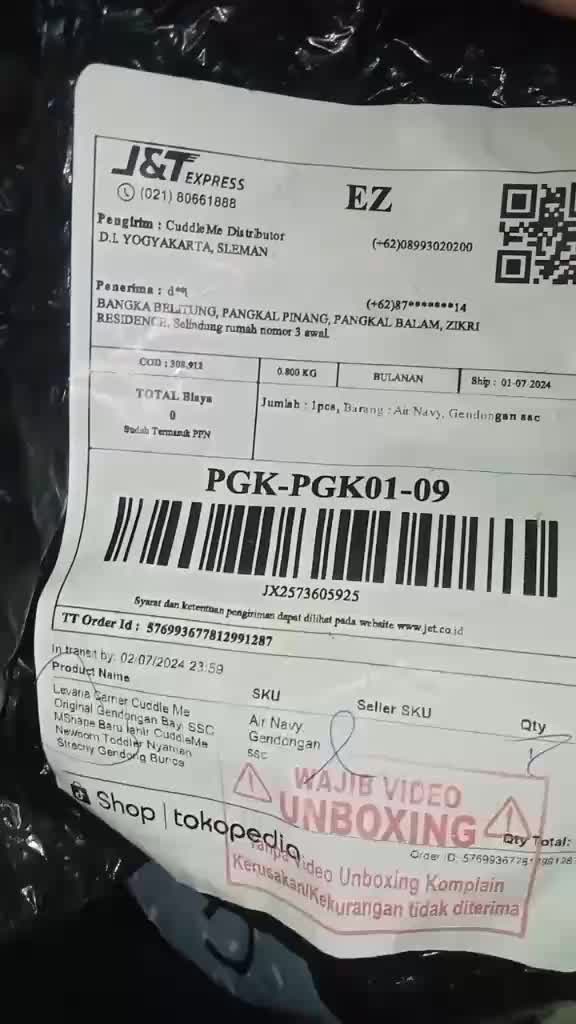 J&T EXPRESS
(021) 80661888
EZ
Pengirim : CuddleMe Distributor
(+62)08993020200
D.I. YOGYAKARTA, SLEMAN
Penerima : d**l
(+62)87*******14
BANGKA BELITUNG, PANGKAL PINANG, PANGKAL BALAM, ZIKRI
RESIDENCE, Selindung rumah nomor 3 awal
COD : 308,912
0.800 KG
BULANAN
Ship : 01-07-2024
TOTAL Biaya
0
Sudah Termasuk PPN
Jumlah : 1pcs, Barang : Air Navy, Gendongan ssc
PGK-PGK01-09
JX2573605925
Syarat dan ketentuan pengiriman dapat dilihat pada website www.jet.co.id
TT Order Id : 576993677812991287
In transit by: 02/07/2024 23:59
Product Name
SKU
Seller SKU
Qty
Levana Carrier Cuddle Me
Original Gendongan Bayi SSC
MShape Baru lahir CuddleMe
Newborn Toddler Nyaman
Strechy Gendong Bunda
Air Navy
Gendongan
ssc
1
Shop | tokopedia
WAJIB VIDEO
UNBOXING
Tanpa Video Unboxing Komplain
Kerusakan/Kekurangan tidak diterima
Qty Total:
Order ID: 57699367781299128